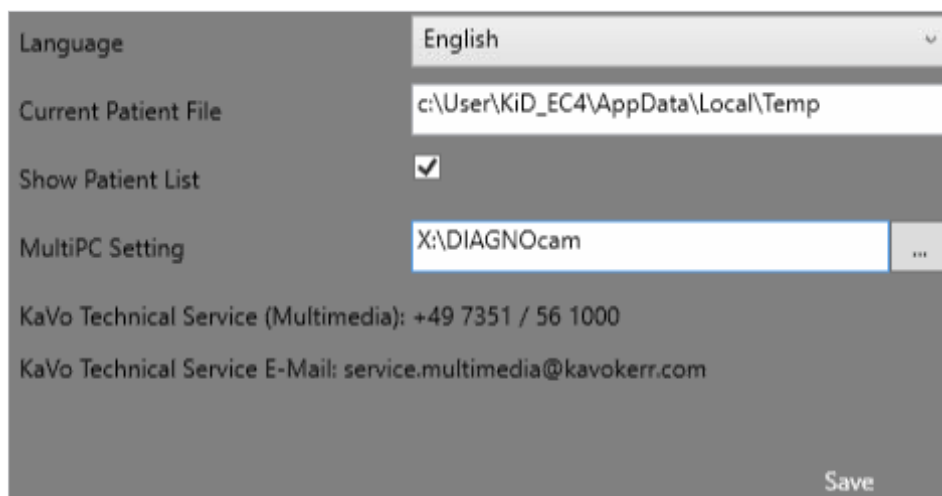 Language English
Current Patient File c:\User\KiD_EC4\AppData\Local\Temp
Show Patient List
MultiPC Setting X:\DIAGNOcam ...
KaVo Technical Service (Multimedia): +49 7351 / 56 1000
KaVo Technical Service E-Mail: service.multimedia@kavokerr.com
Save